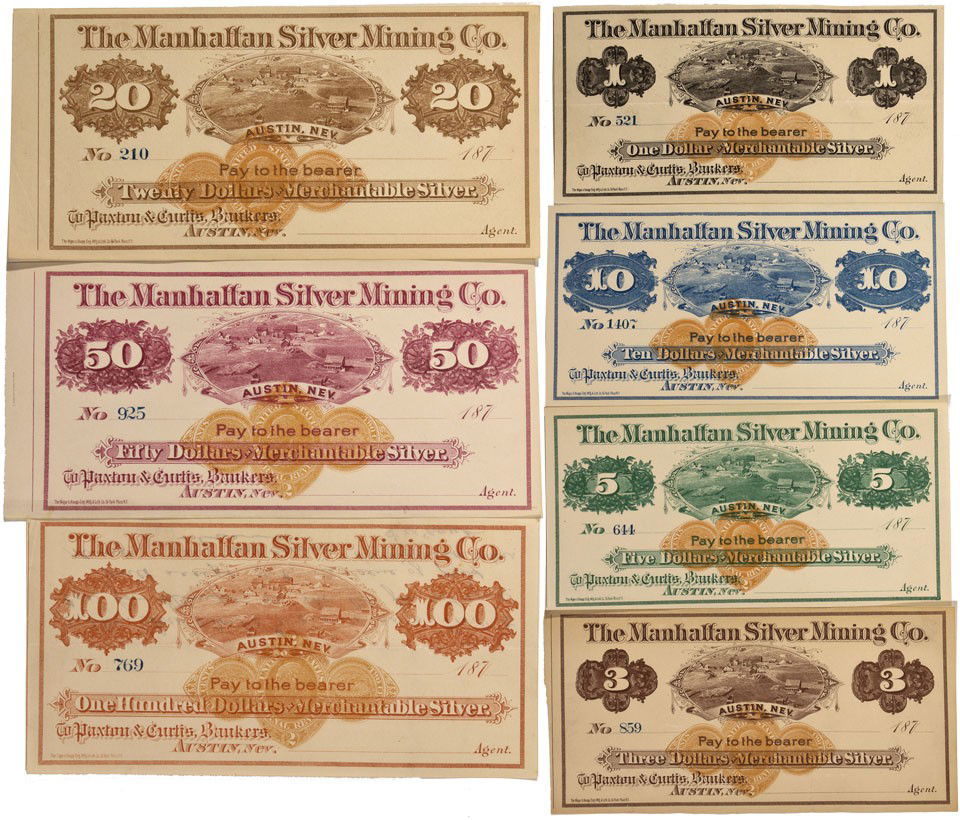 The Manhattan Silver Mining Co.
20 20
AUSTIN, NEV.
No 210 187
Pay to the bearer
Twenty Dollars Merchantable Silver.
To Paxton & Curtis, Bankers,
AUSTIN, Nev.
Agent.
The Manhattan Silver Mining Co.
50 50
AUSTIN, NEV.
No 925 187
Pay to the bearer
Fifty Dollars Merchantable Silver.
To Paxton & Curtis, Bankers,
AUSTIN, Nev.
Agent.
The Manhattan Silver Mining Co.
100 100
AUSTIN, NEV.
No 769 187
Pay to the bearer
One Hundred Dollars Merchantable Silver.
To Paxton & Curtis, Bankers,
AUSTIN, Nev.
Agent.
The Manhattan Silver Mining Co.
1 1
AUSTIN, NEV.
No 521 187
Pay to the bearer
One Dollar Merchantable Silver.
To Paxton & Curtis, Bankers,
AUSTIN, Nev.
Agent.
The Manhattan Silver Mining Co.
10 10
AUSTIN, NEV.
No 1407 187
Pay to the bearer
Ten Dollars Merchantable Silver.
To Paxton & Curtis, Bankers,
AUSTIN, Nev.
Agent.
The Manhattan Silver Mining Co.
5 5
AUSTIN, NEV.
No 644 187
Pay to the bearer
Five Dollars Merchantable Silver.
To Paxton & Curtis, Bankers,
AUSTIN, Nev.
Agent.
The Manhattan Silver Mining Co.
3 3
AUSTIN, NEV.
No 859 187
Pay to the bearer
Three Dollars Merchantable Silver.
To Paxton & Curtis, Bankers,
AUSTIN, Nev.
Agent.